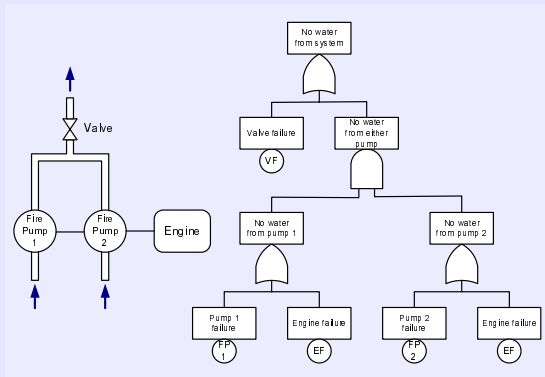 Valve
Fire
Pump
1
Fire
Pump
2
Engine
No water
from system
Valve failure
VF
No water
from either
pump
No water
from pump 1
No water
from pump 2
Pump 1
failure
FP
1
Engine failure
EF
Pump 2
failure
FP
2
Engine failure
EF